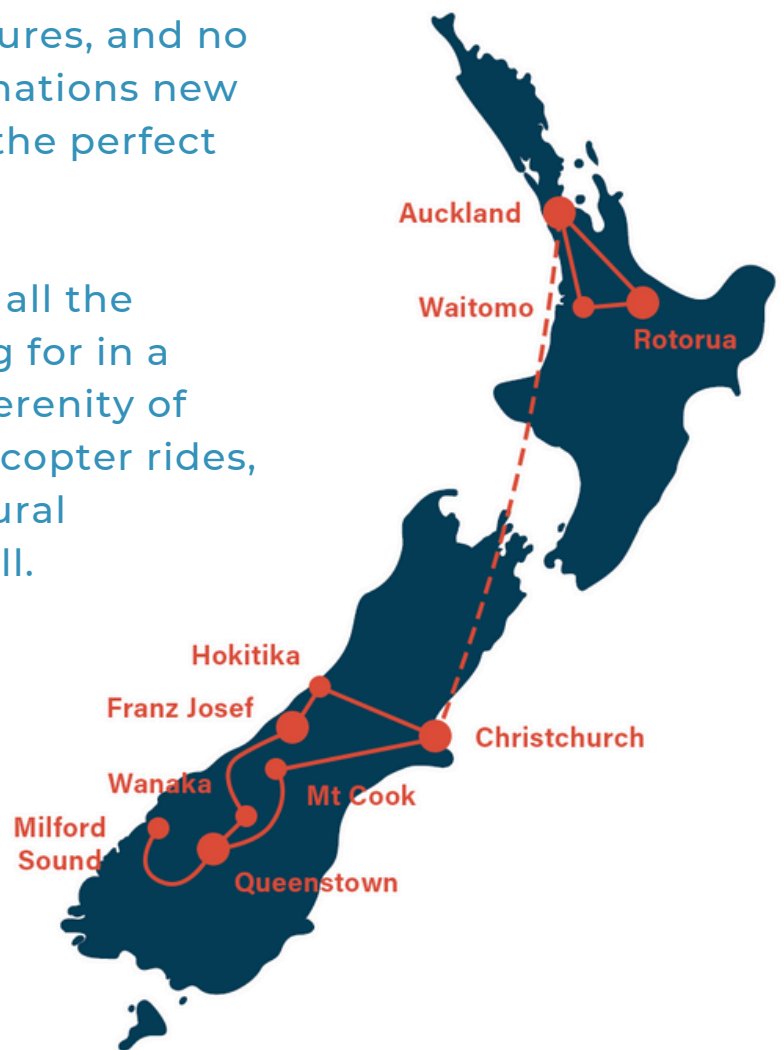 ures, and no
nations new
the perfect
all the
g for in a
erenity of
copter rides,
ural
ll.
Auckland
Waitomo
Rotorua
Hokitika
Franz Josef
Christchurch
Wanaka
Mt Cook
Milford
Sound
Queenstown